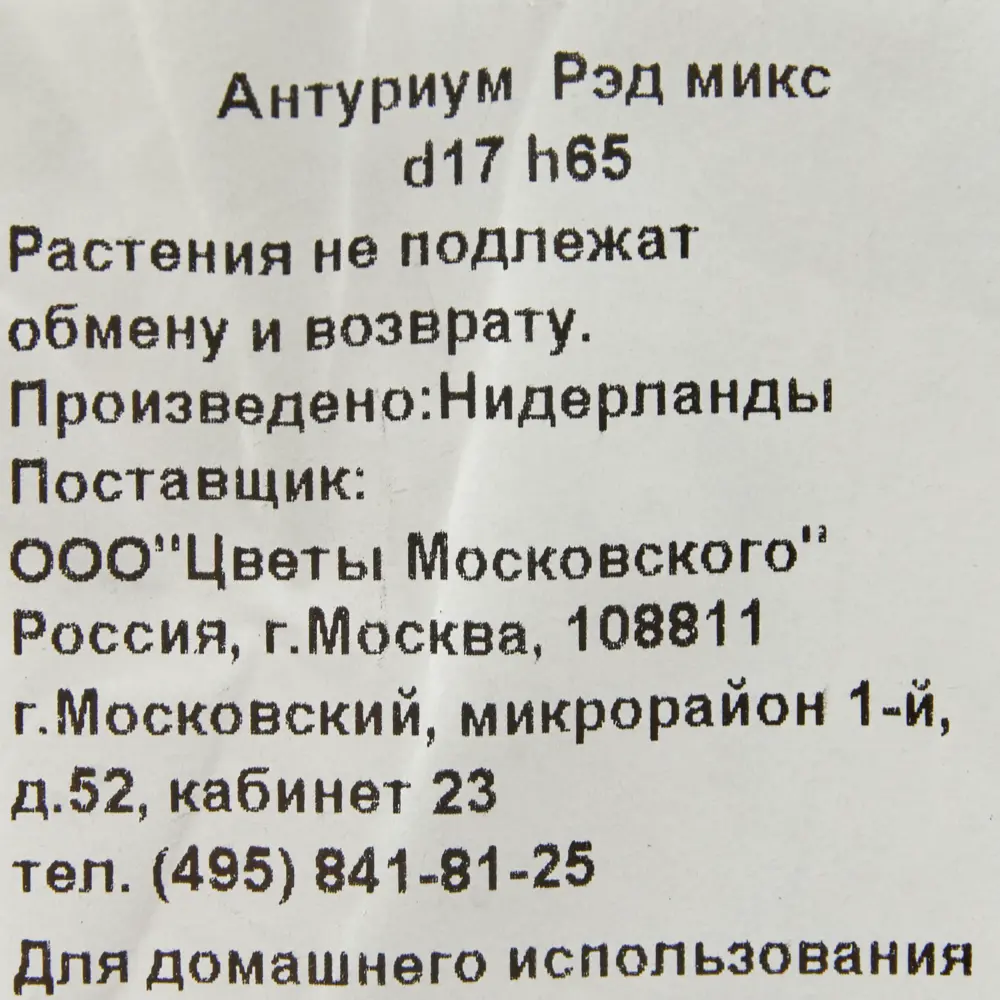 Антуриум Рэд микс
d17 h65
Растения не подлежат
обмену и возврату.
Произведено:Нидерланды
Поставщик:
ООО""Цветы Московского""
Россия, г.Москва, 108811
г.Московский, микрорайон 1-й,
д.52, кабинет 23
тел. (495) 841-81-25
Для домашнего использования